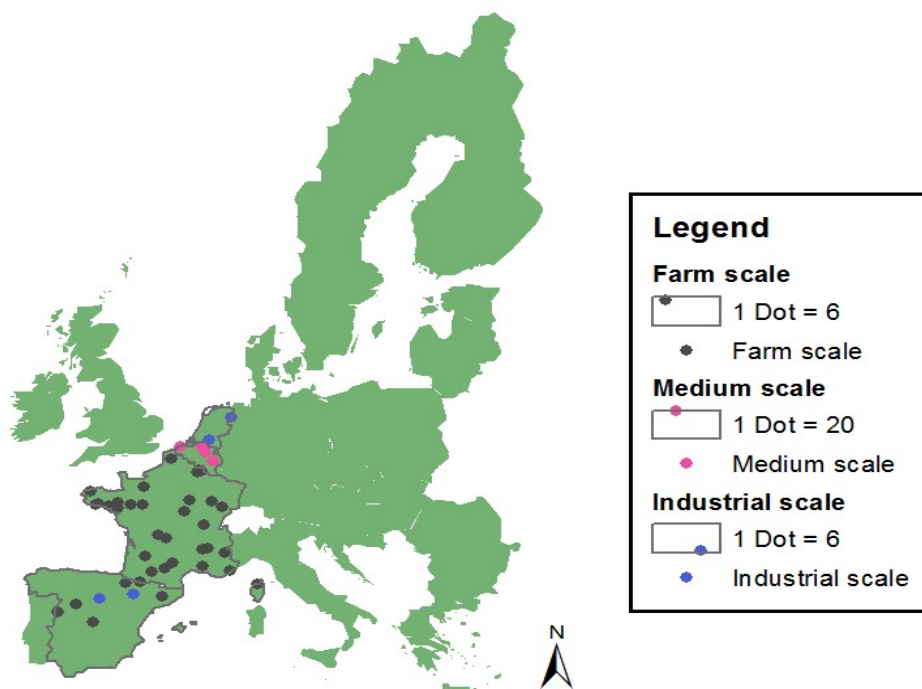 Legend
Farm scale
1 Dot = 6
Farm scale
Medium scale
1 Dot = 20
Medium scale
Industrial scale
1 Dot = 6
Industrial scale
N